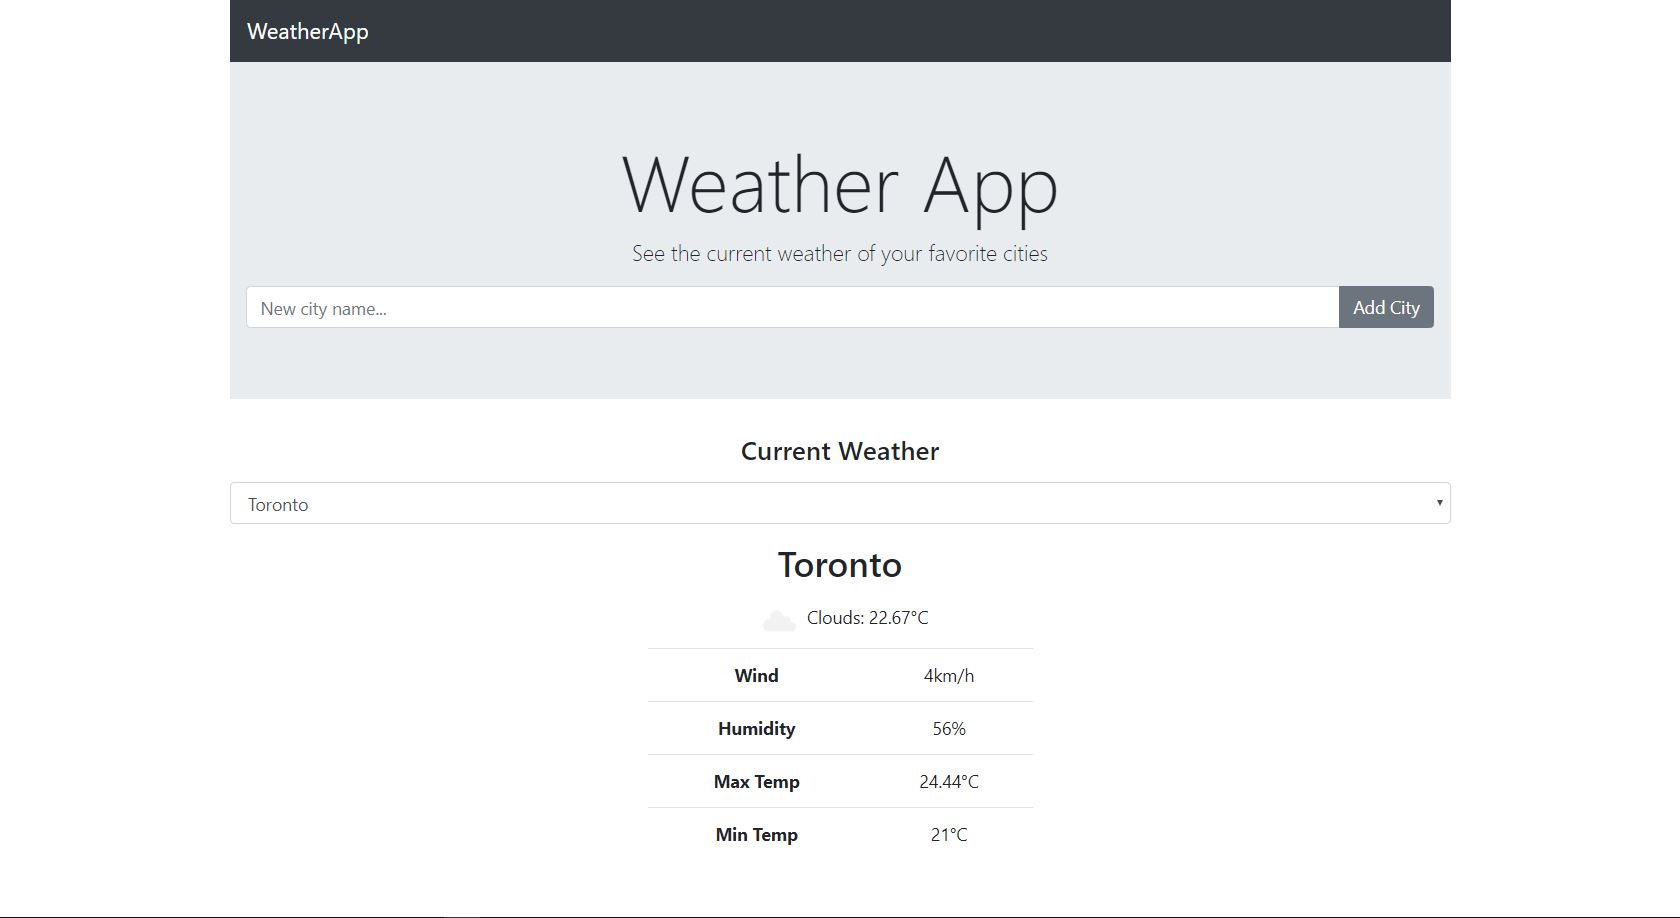 WeatherApp
Weather App
See the current weather of your favorite cities
New city name... Add City
Current Weather
Toronto
Toronto
Clouds: 22.67°C
Wind 4km/h
Humidity 56%
Max Temp 24.44°C
Min Temp 21°C